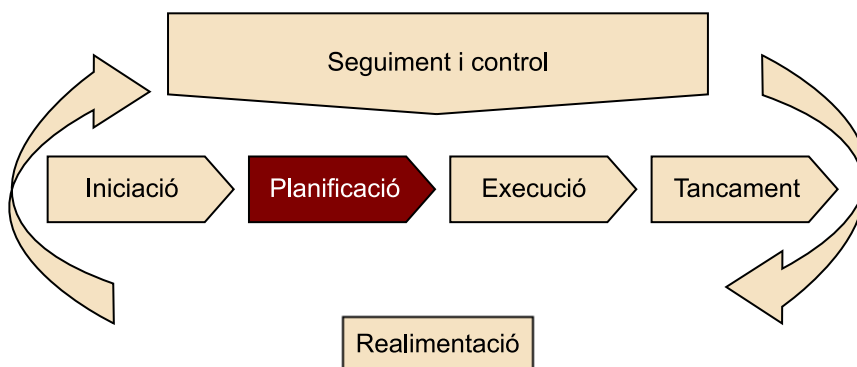 Seguiment i control
Iniciació
Planificació
Execució
Tancament
Realimentació